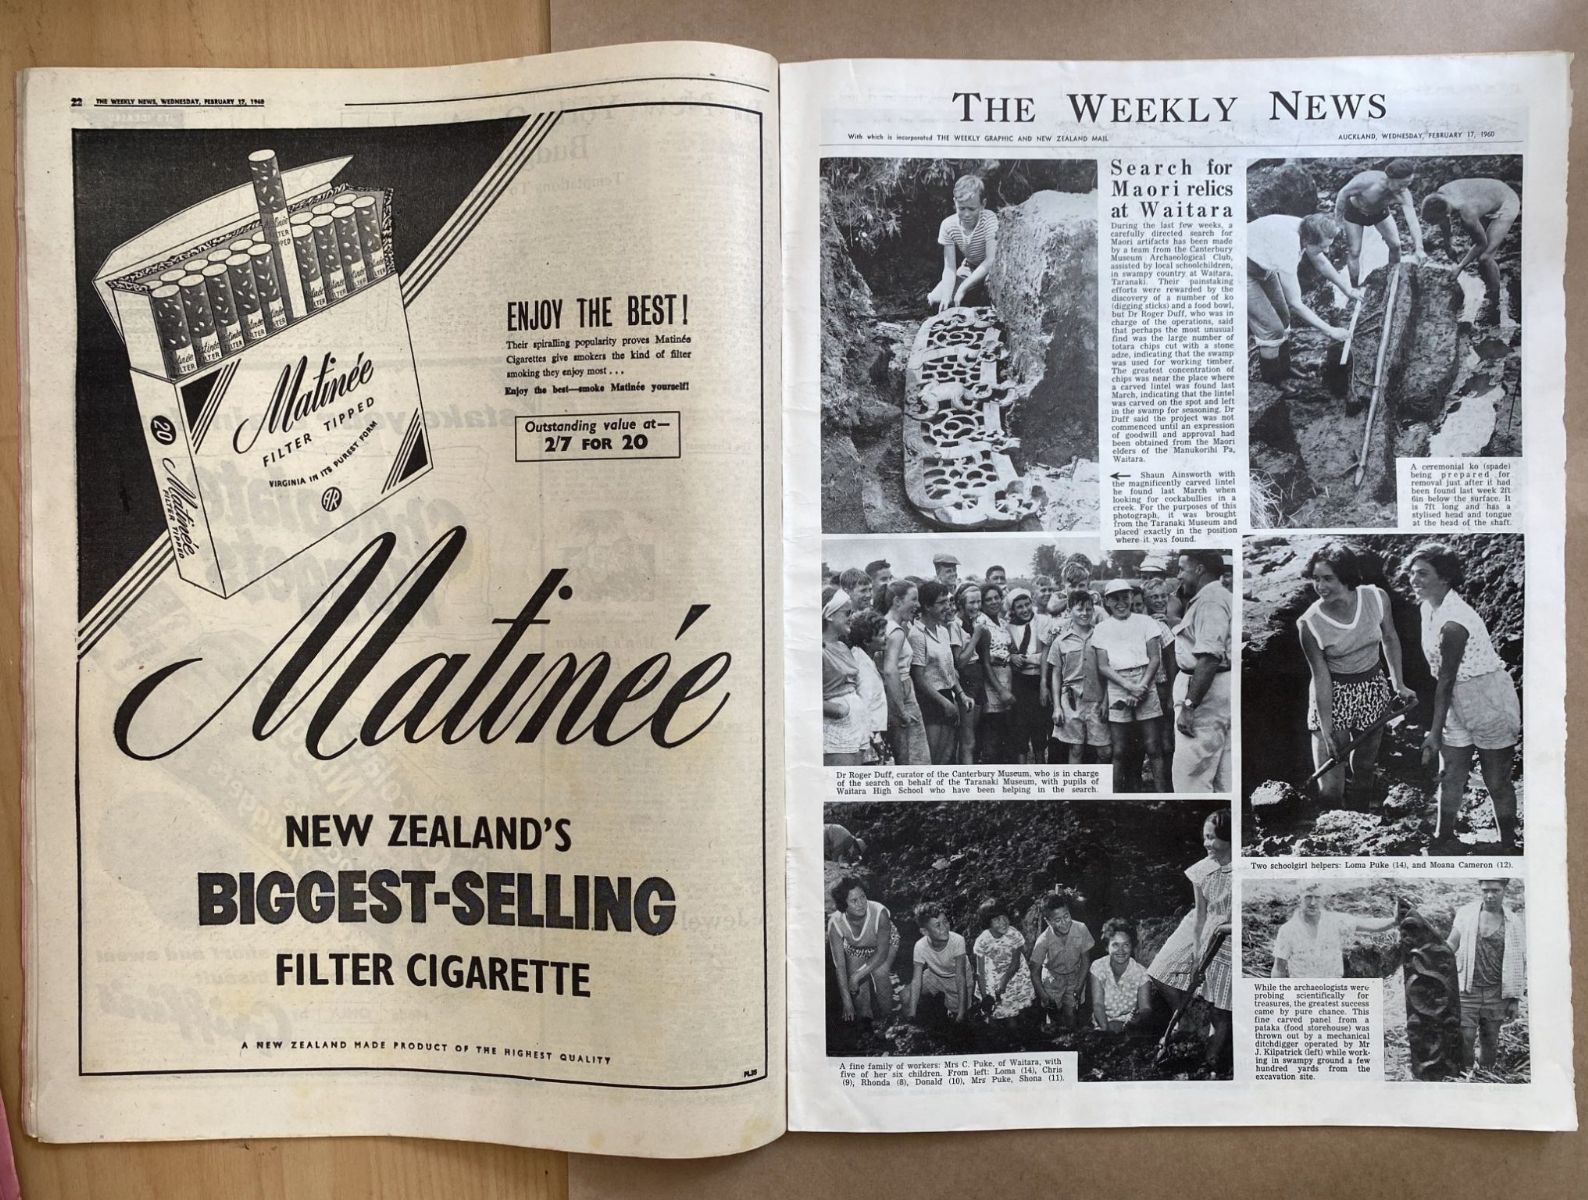 22 THE WEEKLY NEWS, WEDNESDAY, FEBRUARY 17, 1960
Matinée
FILTER TIPPED
VIRGINIA IN ITS PUREST FORM
20
Matinée
FILTER TIPPED
ENJOY THE BEST!
Their spiralling popularity proves Matinée
Cigarettes give smokers the kind of filter
smoking they enjoy most...
Enjoy the best—smoke Matinée yourself!
Outstanding value at—
2/7 FOR 20
Matinée
NEW ZEALAND'S
BIGGEST-SELLING
FILTER CIGARETTE
A NEW ZEALAND MADE PRODUCT OF THE HIGHEST QUALITY
THE WEEKLY NEWS
With which is incorporated THE WEEKLY GRAPHIC AND NEW ZEALAND MAIL
AUCKLAND, WEDNESDAY, FEBRUARY 17, 1960
Search for
Maori relics
at Waitara
During the last few weeks, a
carefully directed search for
Maori artifacts has been made
by a team from the Canterbury
Museum Archaeological Club,
assisted by local schoolchildren,
in swampy country at Waitara,
Taranaki. Their painstaking
efforts were rewarded by the
discovery of a number of ko
(digging sticks) and a food bowl,
but Dr Roger Duff, who was in
charge of the operations, said
that perhaps the most unusual
find was the large number of
totara chips cut with a stone
adze, indicating that the swamp
was used for working timber.
The greatest concentration of
chips was near the place where
a carved lintel was found last
March, indicating that the lintel
was carved on the spot and left
in the swamp for seasoning. Dr
Duff said the project was not
commenced until an expression
of goodwill and approval had
been obtained from the Maori
elders of the Manukorihi Pa,
Waitara.
Shaun Ainsworth with
the magnificently carved lintel
he found last March when
looking for cockabullies in a
creek. For the purposes of this
photograph, it was brought
from the Taranaki Museum and
placed exactly in the position
where it was found.
A ceremonial ko (spade)
being prepared for
removal just after it had
been found last week 2ft
6in below the surface. It
is 7ft long and has a
stylised head and tongue
at the head of the shaft.
Dr Roger Duff, curator of the Canterbury Museum, who is in charge
of the search on behalf of the Taranaki Museum, with pupils of
Waitara High School who have been helping in the search.
Two schoolgirl helpers: Loma Puke (14), and Moana Cameron (12).
A fine family of workers: Mrs C. Puke, of Waitara, with
five of her six children. From left: Loma (14), Chris
(9), Rhonda (8), Donald (10), Mrs Puke, Shona (11).
While the archaeologists were
probing scientifically for
treasures, the greatest success
came by pure chance. This
fine carved panel from a
pataka (food storehouse) was
thrown out by a mechanical
ditchdigger operated by Mr
J. Kilpatrick (left) while work-
ing in swampy ground a few
hundred yards from the
excavation site.